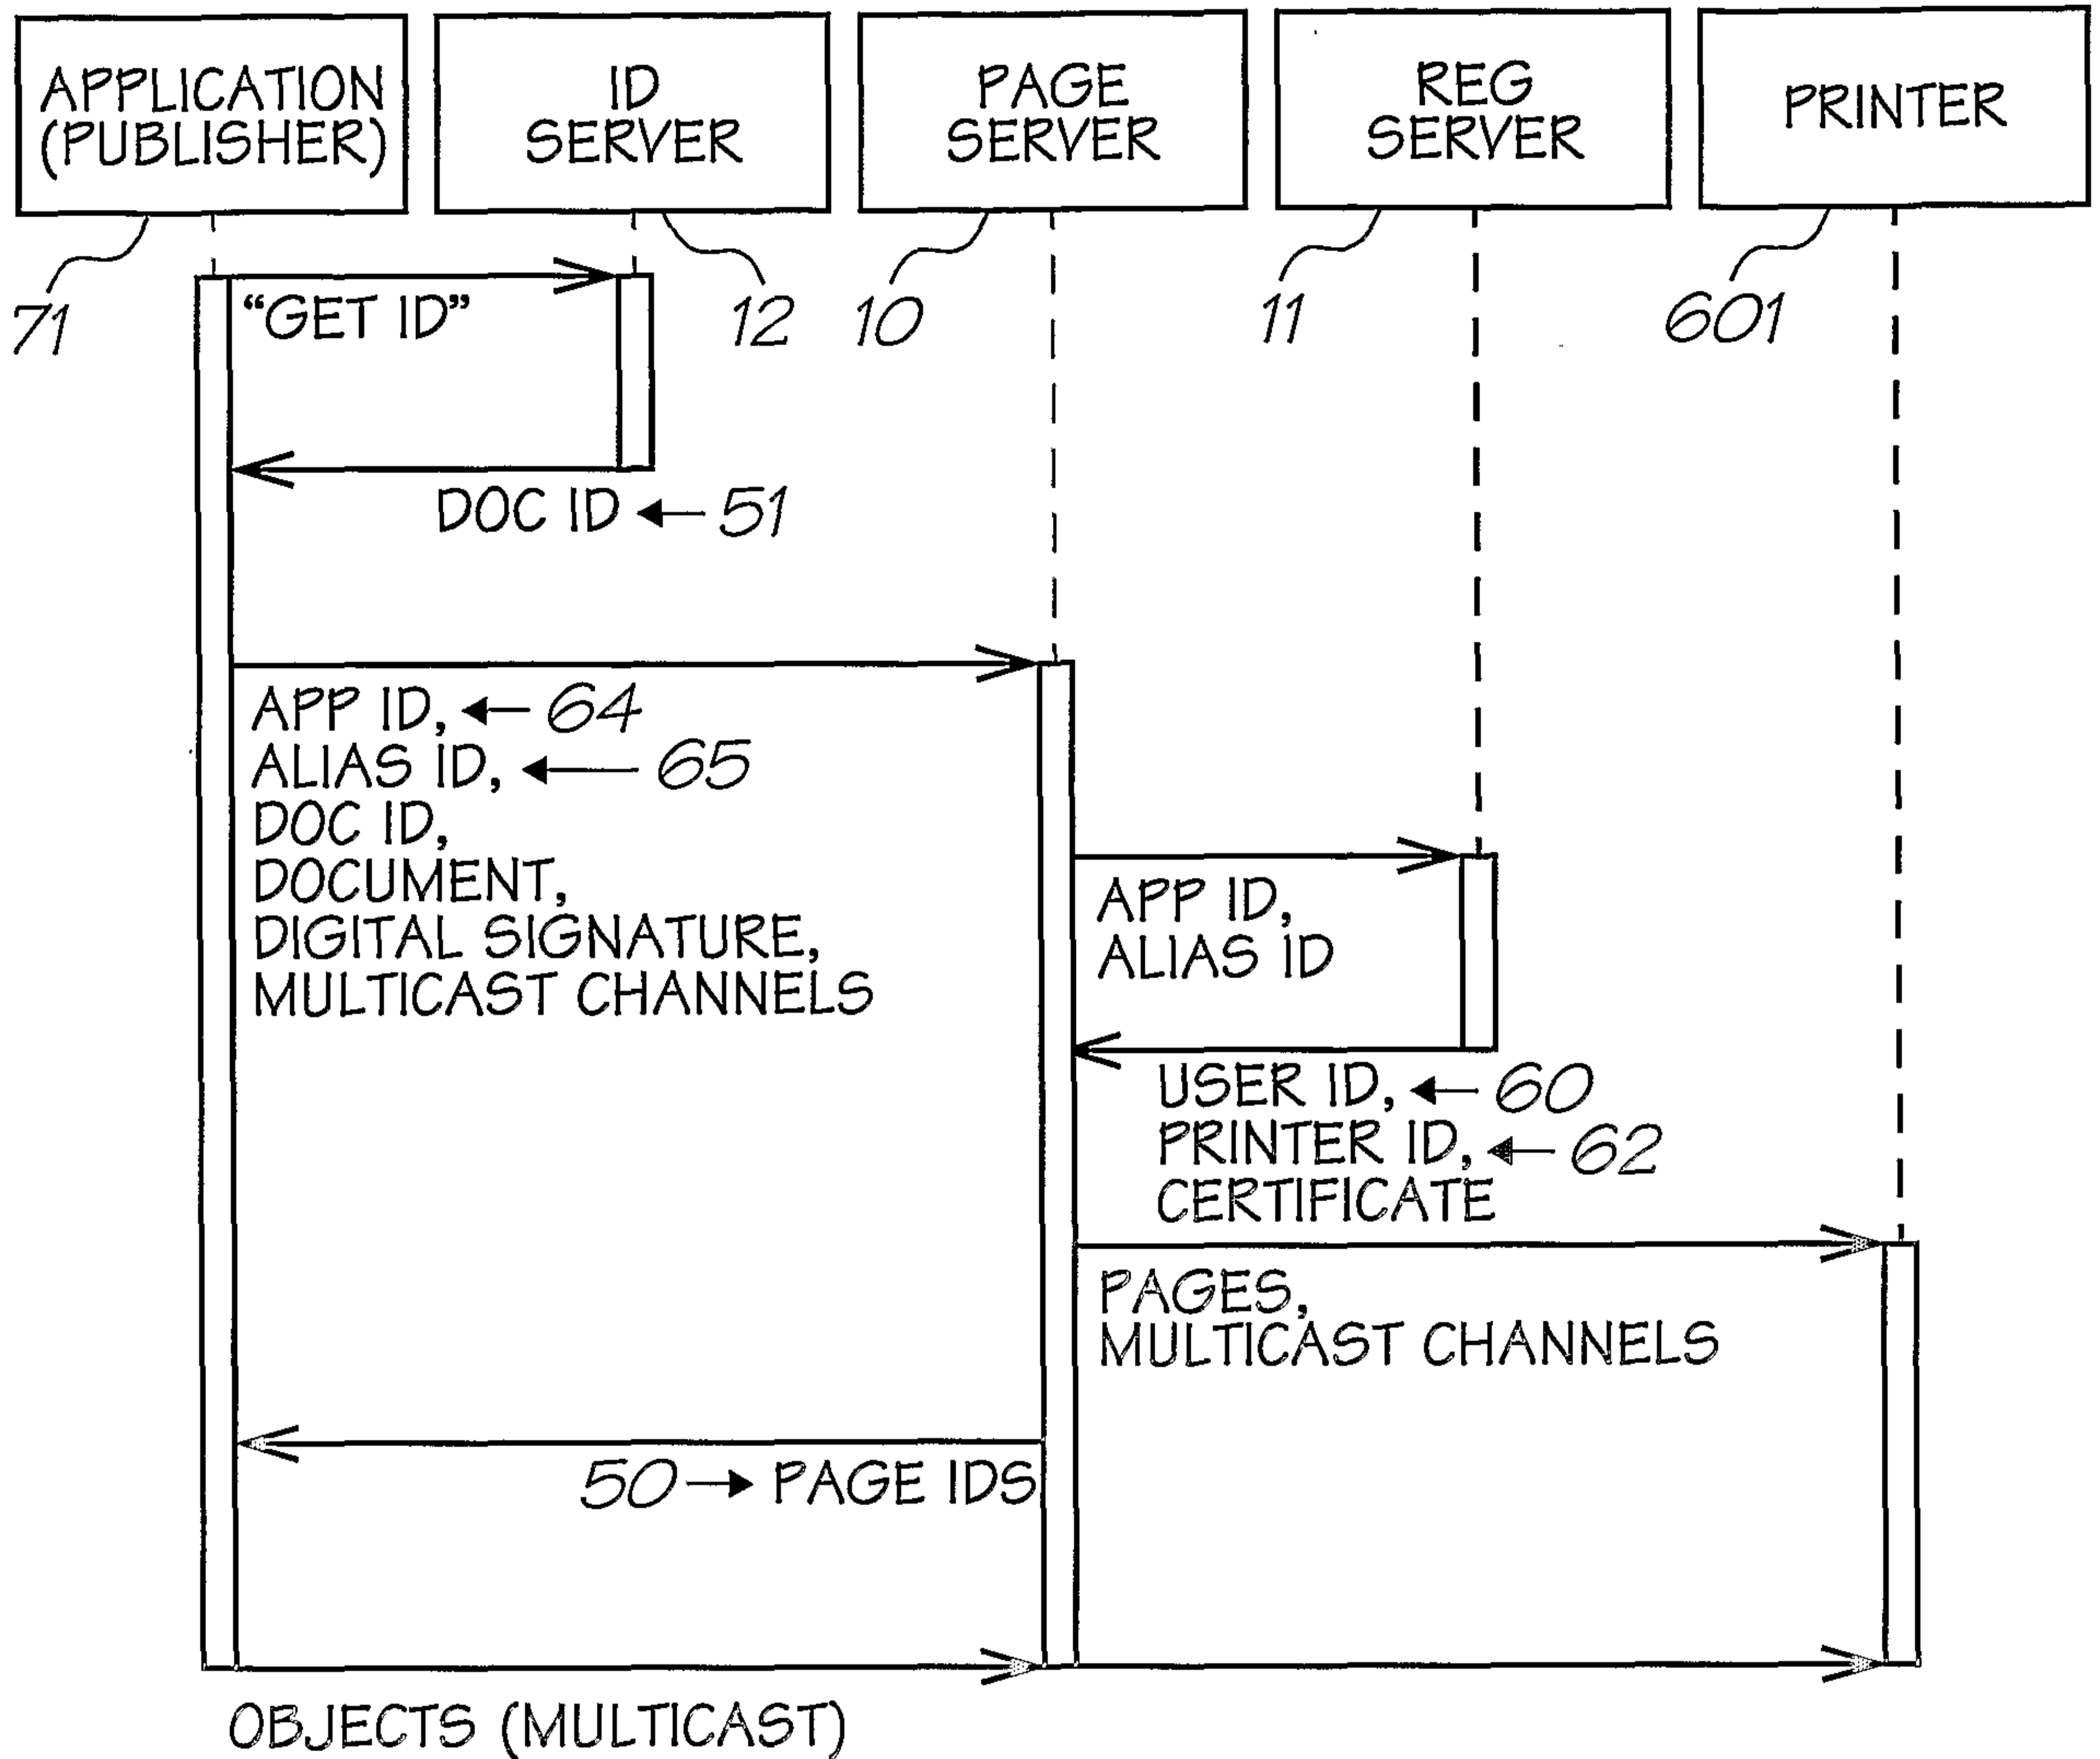 APPLICATION
(PUBLISHER)
ID
SERVER
PAGE
SERVER
REG
SERVER
PRINTER
71
12
10
11
601
“GET ID”
DOC ID ← 51
APP ID, ← 64
ALIAS ID, ← 65
DOC ID,
DOCUMENT,
DIGITAL SIGNATURE,
MULTICAST CHANNELS
APP ID,
ALIAS ID
USER ID, ← 60
PRINTER ID, ← 62
CERTIFICATE
PAGES,
MULTICAST CHANNELS
50 → PAGE IDS
OBJECTS (MULTICAST)